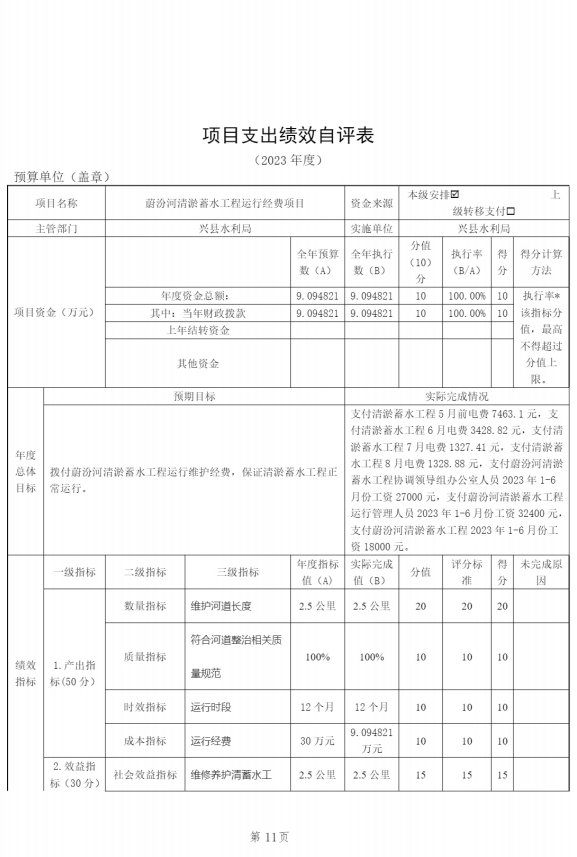 项目支出绩效自评表
（2023 年度）
预算单位（盖章）
项目名称 蔚汾河清淤蓄水工程运行经费项目 资金来源 本级安排☑ 上
级转移支付☐
主管部门 兴县水利局 实施单位 兴县水利局
项目资金（万元） 全年预算
数（A） 全年执行
数（B） 分值
（10）
分 执行率
（B/A） 得
分 得分计算
方法
年度资金总额： 9.094821 9.094821 10 100.00% 10 执行率*
该指标分
值，最高
不得超过
分值上
限。
其中：当年财政拨款 9.094821 9.094821 10 100.00% 10
上年结转资金
其他资金
年度
总体
目标 预期目标 实际完成情况
拨付蔚汾河清淤蓄水工程运行维护经费，保证清淤蓄水工程正
常运行。
支付清淤蓄水工程 5 月前电费 7463.1 元，支
付清淤蓄水工程 6 月电费 3428.82 元，支付清
淤蓄水工程 7 月电费 1327.41 元，支付清淤蓄
水工程 8 月电费 1328.88 元，支付蔚汾河清淤
蓄水工程协调领导组办公室人员 2023 年 1-6
月份工资 27000 元，支付蔚汾河清淤蓄水工程
运行管理人员 2023 年 1-6 月份工资 32400 元，
支付蔚汾河清淤蓄水工程 2023 年 1-6 月份工
资 18000 元。
绩效
指标 一级指标 二级指标 三级指标 年度指标
值（A） 实际完成
值（B） 分值 评分标
准 得
分 未完成原
因
1.产出指
标(50 分） 数量指标 维护河道长度 2.5 公里 2.5 公里 20 20 20
质量指标 符合河道整治相关质
量规范 100% 100% 10 10 10
时效指标 运行时段 12 个月 12 个月 10 10 10
成本指标 运行经费 30 万元 9.094821
万元 10 10 10
2.效益指
标（30 分） 社会效益指标 维修养护清蓄水工 2.5 公里 2.5 公里 15 15 15
第 11页